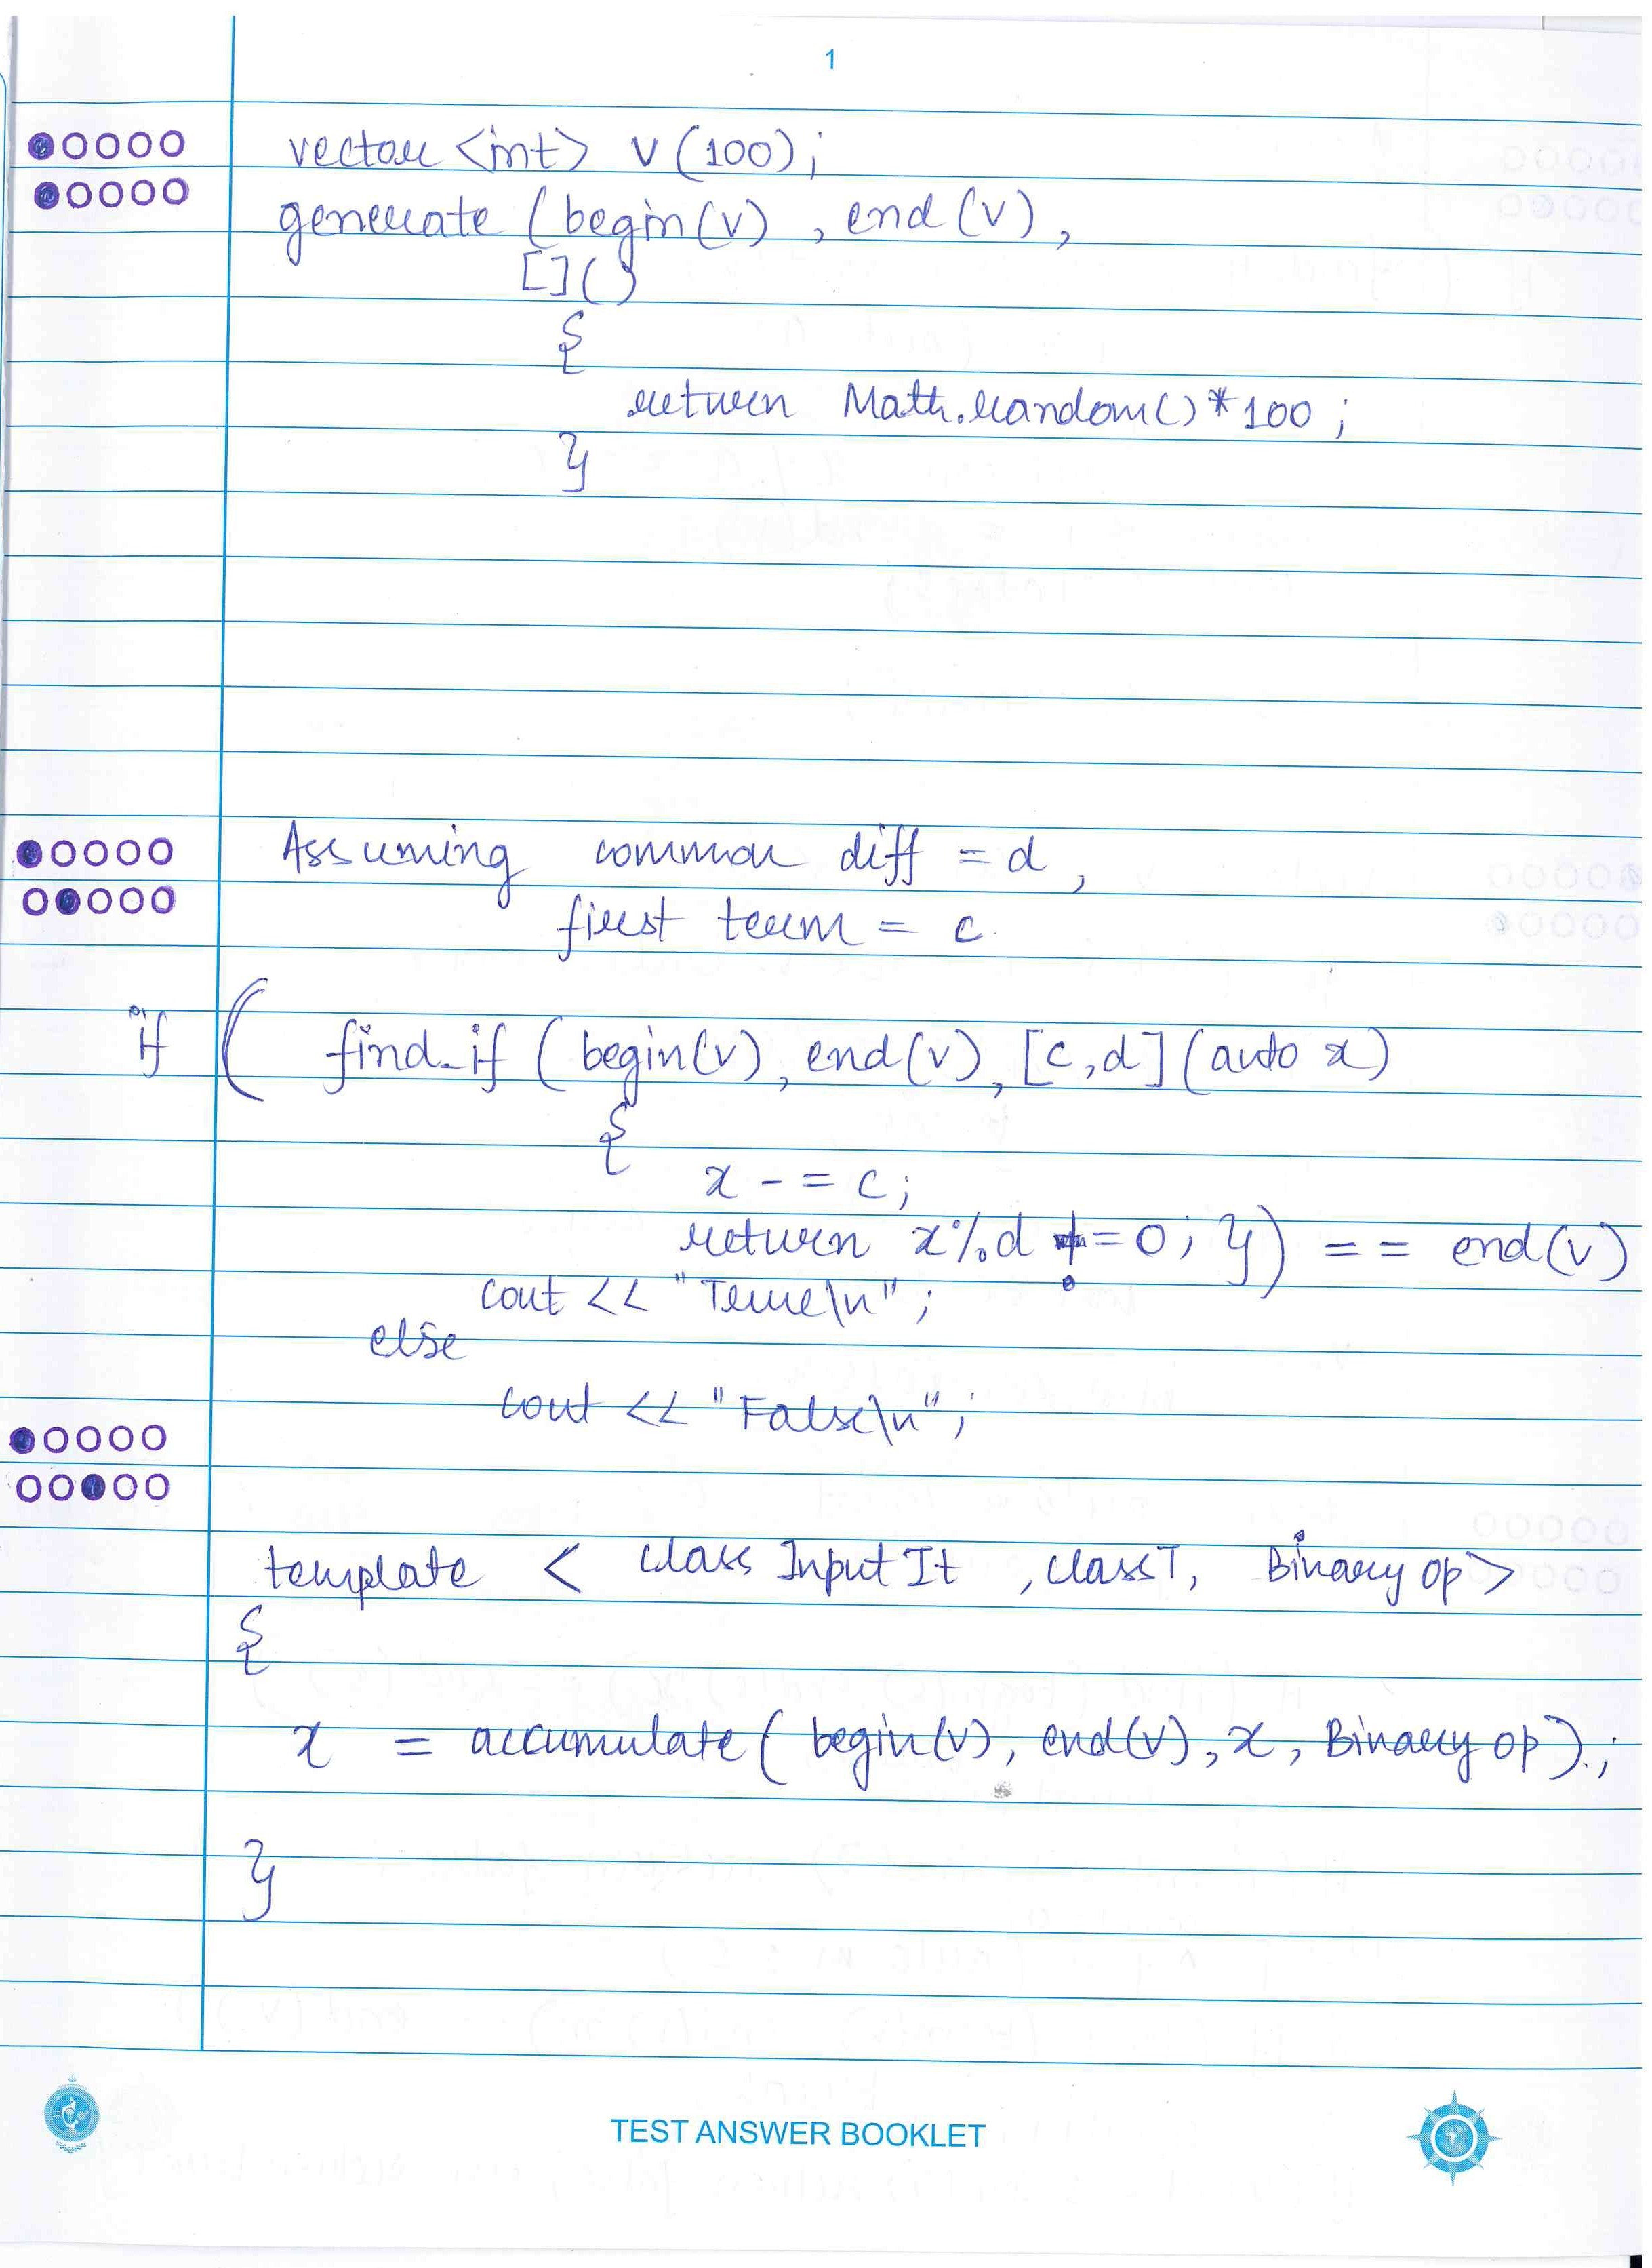 1
vector <int> v(100);
generate (begin(v), end(v),
[]()
{
return Math.random()*100;
}
Assuming common diff = d,
first term = c
if ( find_if (begin(v), end(v), [c,d](auto x)
{
x -= c;
return x%d != 0; }) == end(v)
cout << "True\n";
else
cout << "False\n";
template < class Input It, class T, Binary op>
{
x = accumulate(begin(v), end(v), x, Binary op);
}
TEST ANSWER BOOKLET